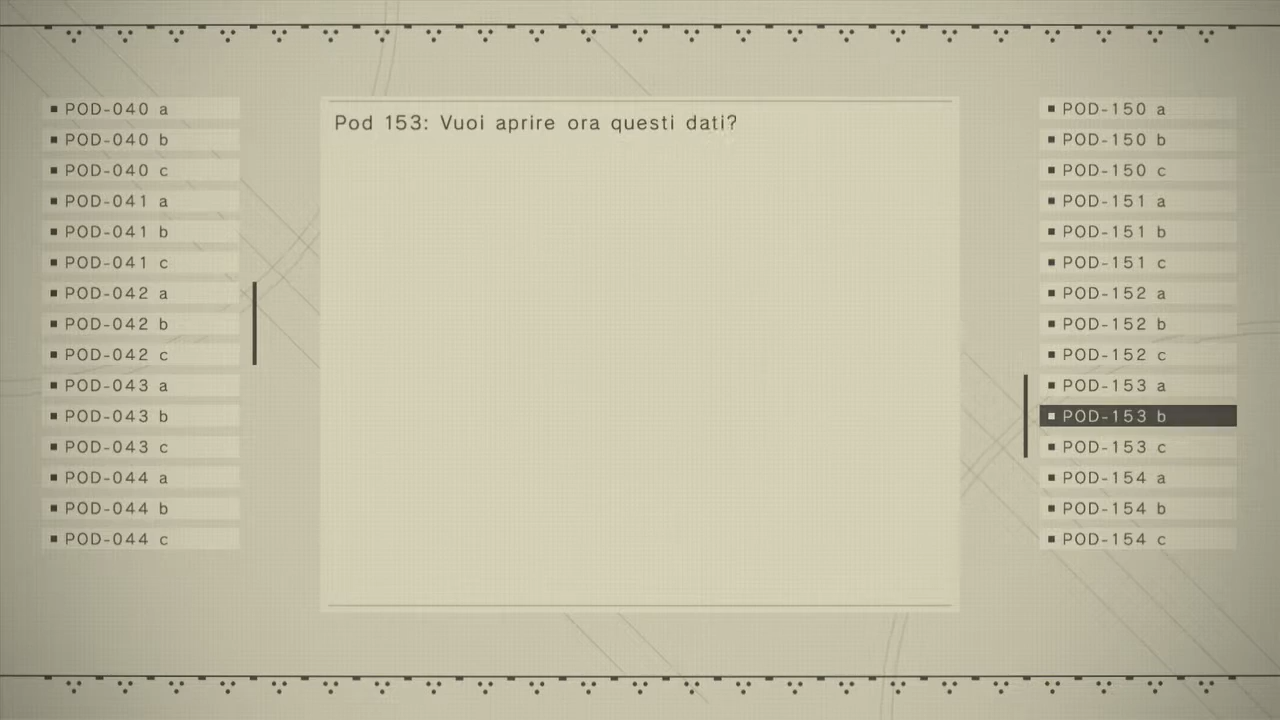 POD-040 a
POD-040 b
POD-040 c
POD-041 a
POD-041 b
POD-041 c
POD-042 a
POD-042 b
POD-042 c
POD-043 a
POD-043 b
POD-043 c
POD-044 a
POD-044 b
POD-044 c
Pod 153: Vuoi aprire ora questi dati?
POD-150 a
POD-150 b
POD-150 c
POD-151 a
POD-151 b
POD-151 c
POD-152 a
POD-152 b
POD-152 c
POD-153 a
POD-153 b
POD-153 c
POD-154 a
POD-154 b
POD-154 c